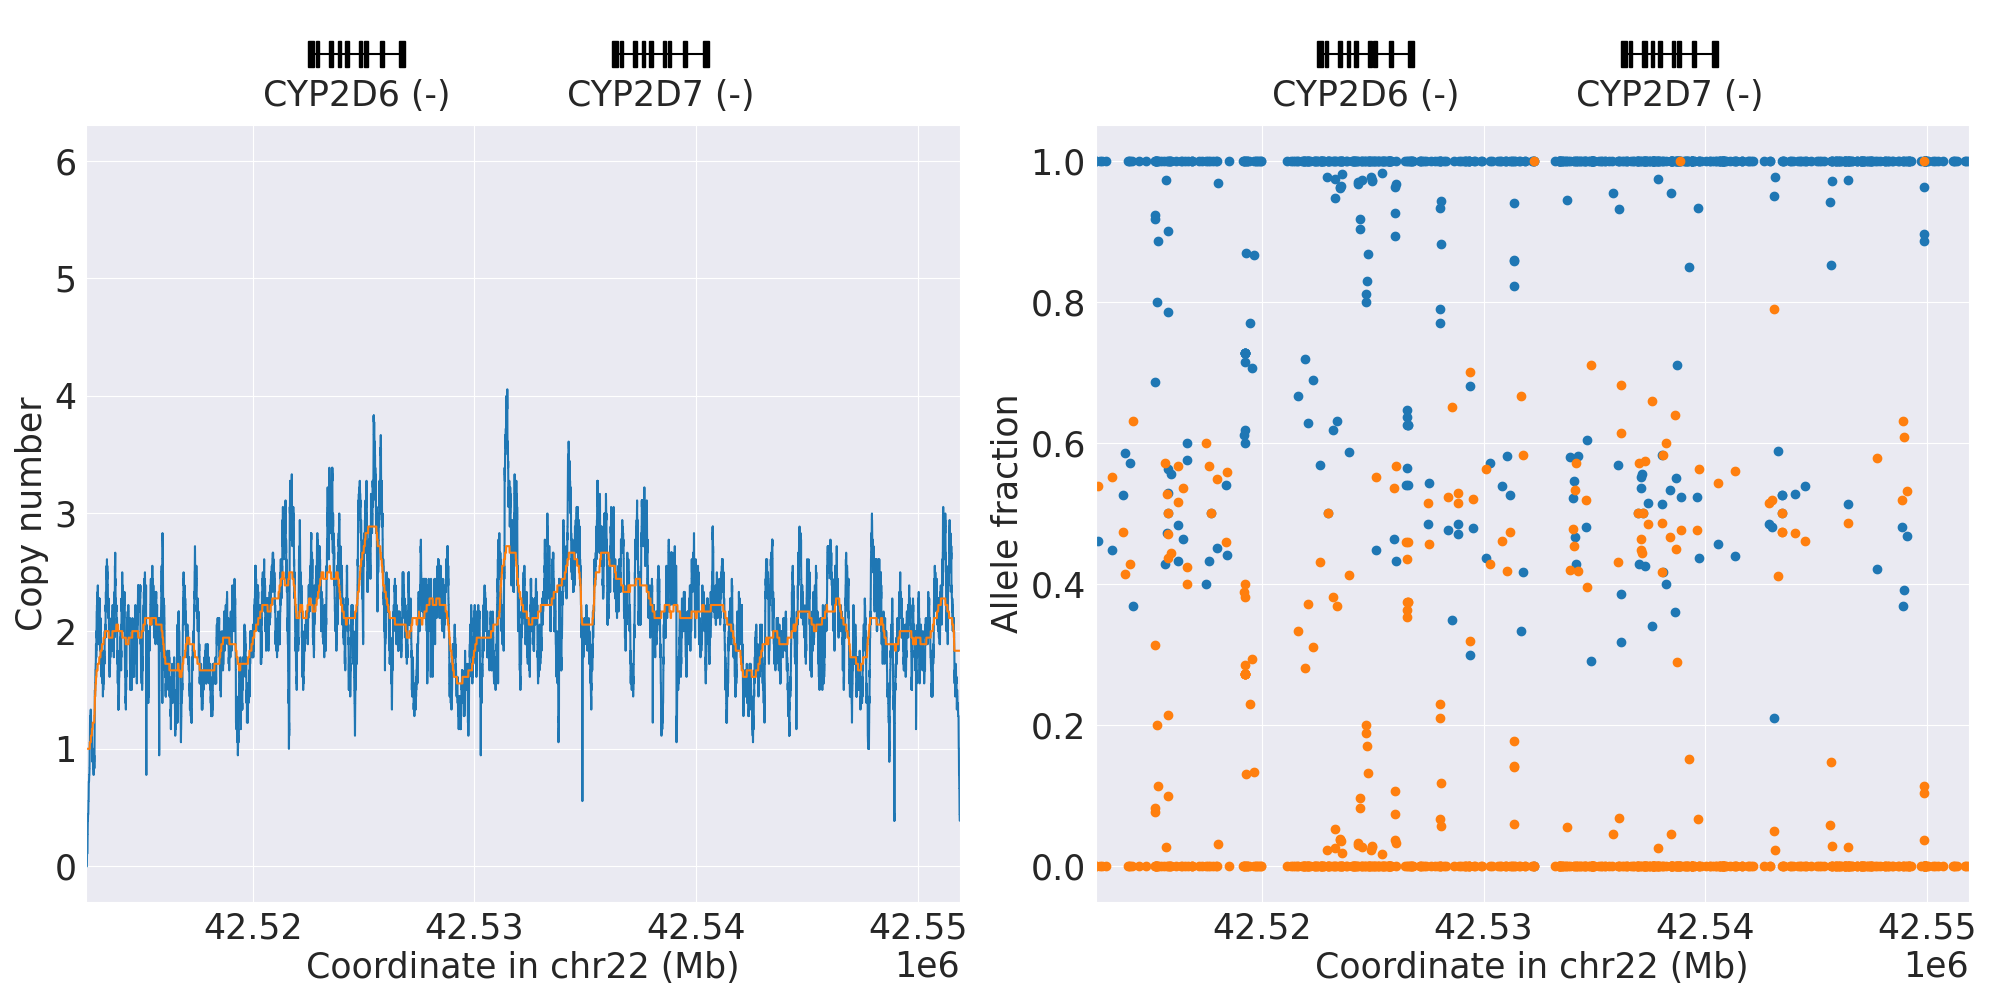 CYP2D6 (-) CYP2D7 (-)
6
5
4
3
2
1
0
Copy number
42.52 42.53 42.54 42.55
Coordinate in chr22 (Mb)
1e6
CYP2D6 (-) CYP2D7 (-)
1.0
0.8
0.6
0.4
0.2
0.0
Allele fraction
42.52 42.53 42.54 42.55
Coordinate in chr22 (Mb)
1e6